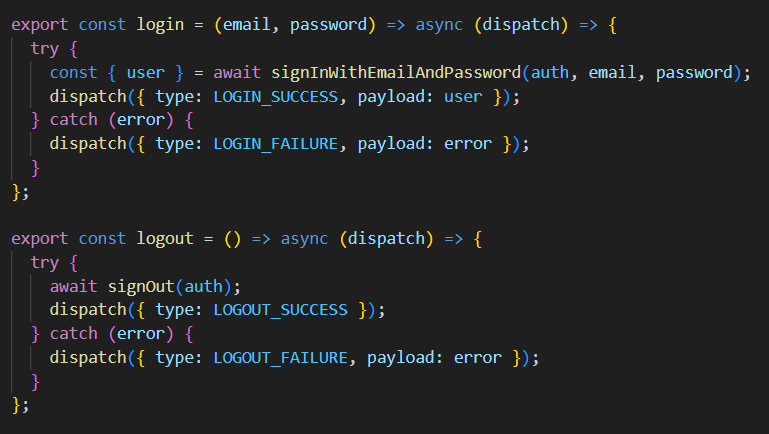 export const login = (email, password) => async (dispatch) => {
  try {
    const { user } = await signInWithEmailAndPassword(auth, email, password);
    dispatch({ type: LOGIN_SUCCESS, payload: user });
  } catch (error) {
    dispatch({ type: LOGIN_FAILURE, payload: error });
  }
};

export const logout = () => async (dispatch) => {
  try {
    await signOut(auth);
    dispatch({ type: LOGOUT_SUCCESS });
  } catch (error) {
    dispatch({ type: LOGOUT_FAILURE, payload: error });
  }
};